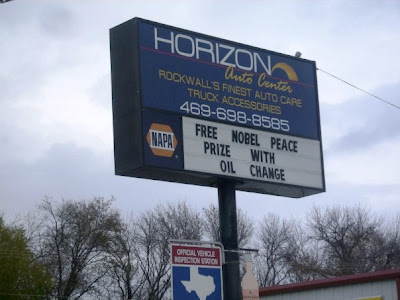 HORIZON
Auto Center
ROCKWALL'S FINEST AUTO CARE
TRUCK ACCESSORIES
469-698-8585
NAPA
FREE NOBEL PEACE
PRIZE WITH
OIL CHANGE
OFFICIAL VEHICLE
INSPECTION STATION